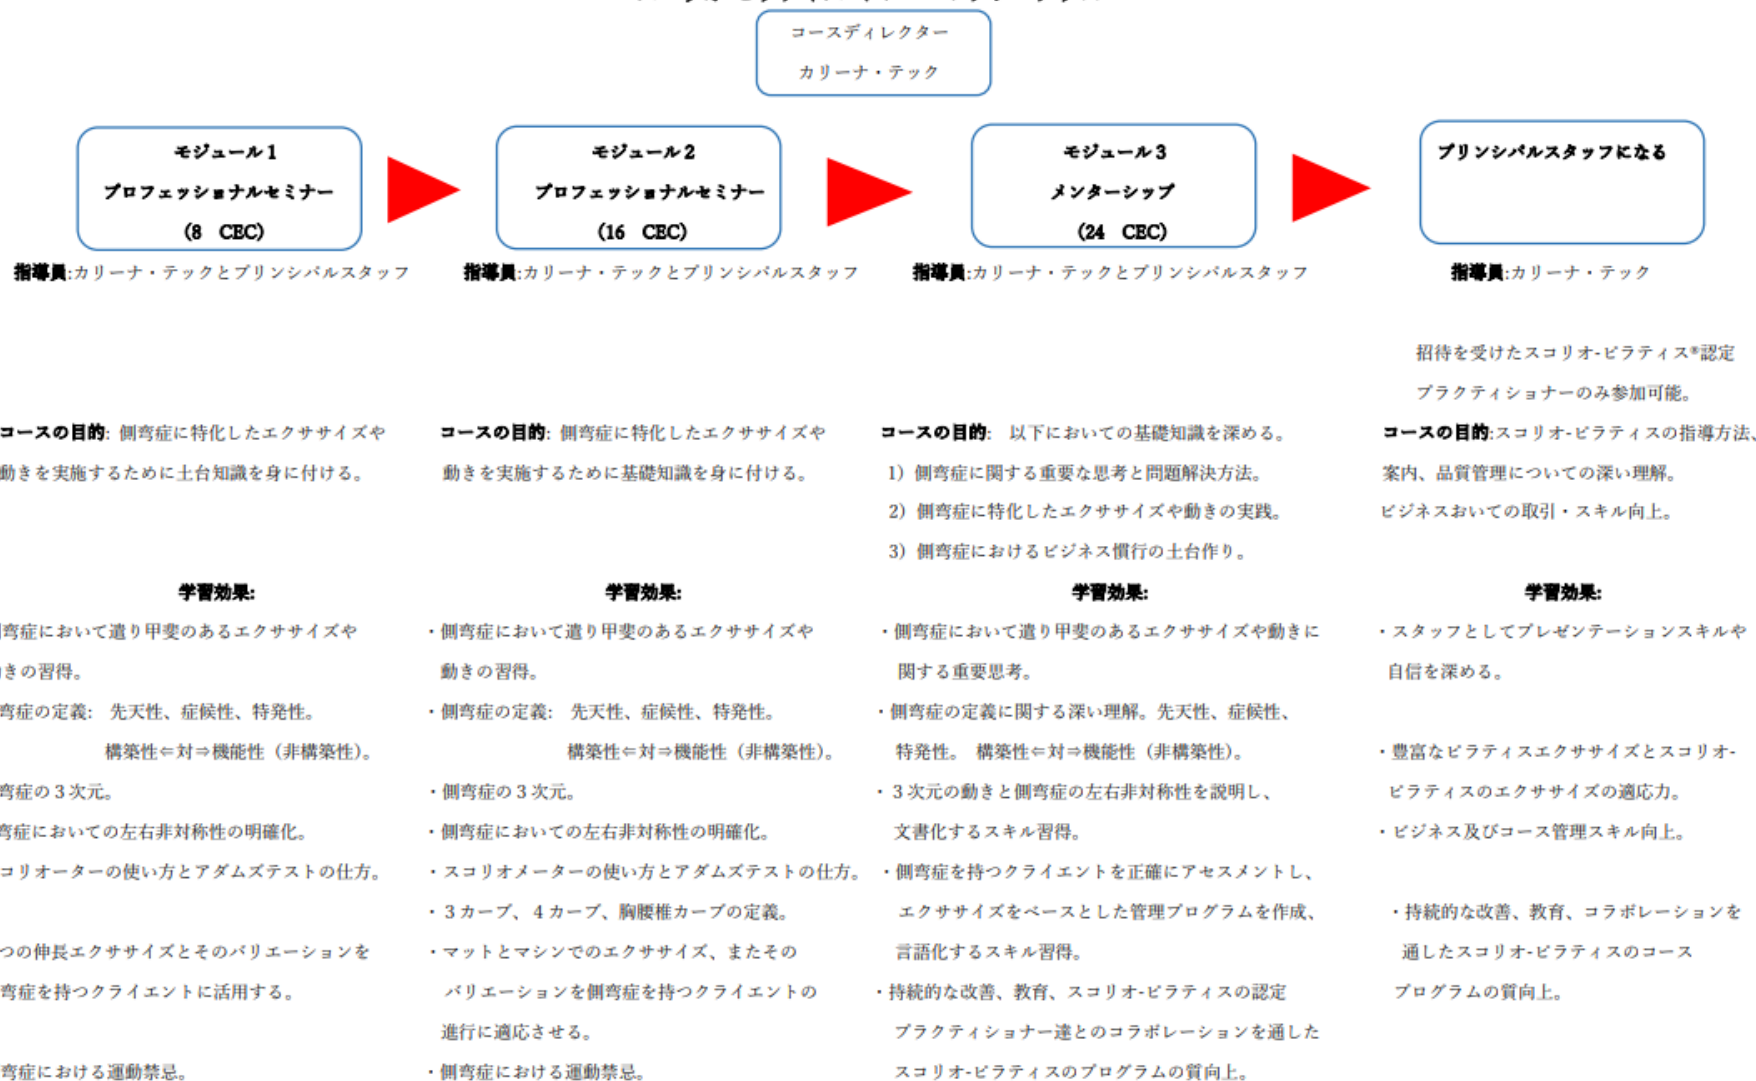 コースディレクター
カリーナ・テック
モジュール1
プロフェッショナルセミナー
(8 CEC)
指導員:カリーナ・テックとプリンシパルスタッフ
コースの目的: 側弯症に特化したエクササイズや
動きを実施するために土台知識を身に付ける。
学習効果:
弯症において遣り甲斐のあるエクササイズや
きの習得。
弯症の定義: 先天性、症候性、特発性。
構築性⇐対⇒機能性（非構築性）。
弯症の3次元。
弯症においての左右非対称性の明確化。
コリオーターの使い方とアダムズテストの仕方。
つの伸長エクササイズとそのバリエーションを
弯症を持つクライエントに活用する。
弯症における運動禁忌。
モジュール2
プロフェッショナルセミナー
(16 CEC)
指導員:カリーナ・テックとプリンシパルスタッフ
コースの目的: 側弯症に特化したエクササイズや
動きを実施するために基礎知識を身に付ける。
学習効果:
・側弯症において遣り甲斐のあるエクササイズや
動きの習得。
・側弯症の定義: 先天性、症候性、特発性。
構築性⇐対⇒機能性（非構築性）。
・側弯症の3次元。
・側弯症においての左右非対称性の明確化。
・スコリオメーターの使い方とアダムズテストの仕方。
・3カーブ、4カーブ、胸腰椎カーブの定義。
・マットとマシンでのエクササイズ、またその
バリエーションを側弯症を持つクライエントの
進行に適応させる。
・側弯症における運動禁忌。
モジュール3
メンターシップ
(24 CEC)
指導員:カリーナ・テックとプリンシパルスタッフ
コースの目的: 以下においての基礎知識を深める。
1）側弯症に関する重要な思考と問題解決方法。
2）側弯症に特化したエクササイズや動きの実践。
3）側弯症におけるビジネス慣行の土台作り。
学習効果:
・側弯症において遣り甲斐のあるエクササイズや動きに
関する重要思考。
・側弯症の定義に関する深い理解。先天性、症候性、
特発性。 構築性⇐対⇒機能性（非構築性）。
・3次元の動きと側弯症の左右非対称性を説明し、
文書化するスキル習得。
・側弯症を持つクライエントを正確にアセスメントし、
エクササイズをベースとした管理プログラムを作成、
言語化するスキル習得。
・持続的な改善、教育、スコリオ-ピラティスの認定
プラクティショナー達とのコラボレーションを通した
スコリオ-ピラティスのプログラムの質向上。
プリンシパルスタッフになる
指導員:カリーナ・テック
招待を受けたスコリオ-ピラティス®認定
プラクティショナーのみ参加可能。
コースの目的:スコリオ-ピラティスの指導方法、
案内、品質管理についての深い理解。
ビジネスおいての取引・スキル向上。
学習効果:
・スタッフとしてプレゼンテーションスキルや
自信を深める。
・豊富なピラティスエクササイズとスコリオ-
ピラティスのエクササイズの適応力。
・ビジネス及びコース管理スキル向上。
・持続的な改善、教育、コラボレーションを
通したスコリオ-ピラティスのコース
プログラムの質向上。